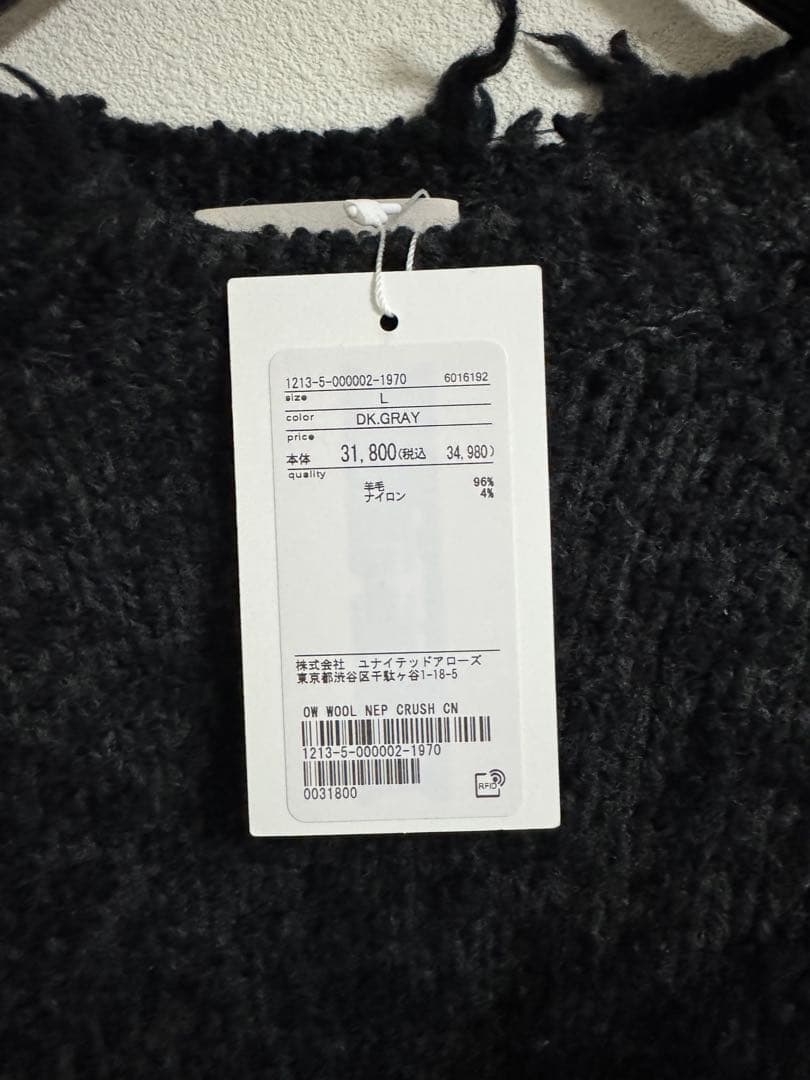 1213-5-000002-1970 6016192
size L
color DK.GRAY
price
本体 31,800(税込 34,980)
quality
羊毛 96%
ナイロン 4%
株式会社 ユナイテッドアローズ
東京都渋谷区千駄ヶ谷1-18-5
OW WOOL NEP CRUSH CN
1213-5-000002-1970
0031800
RFID